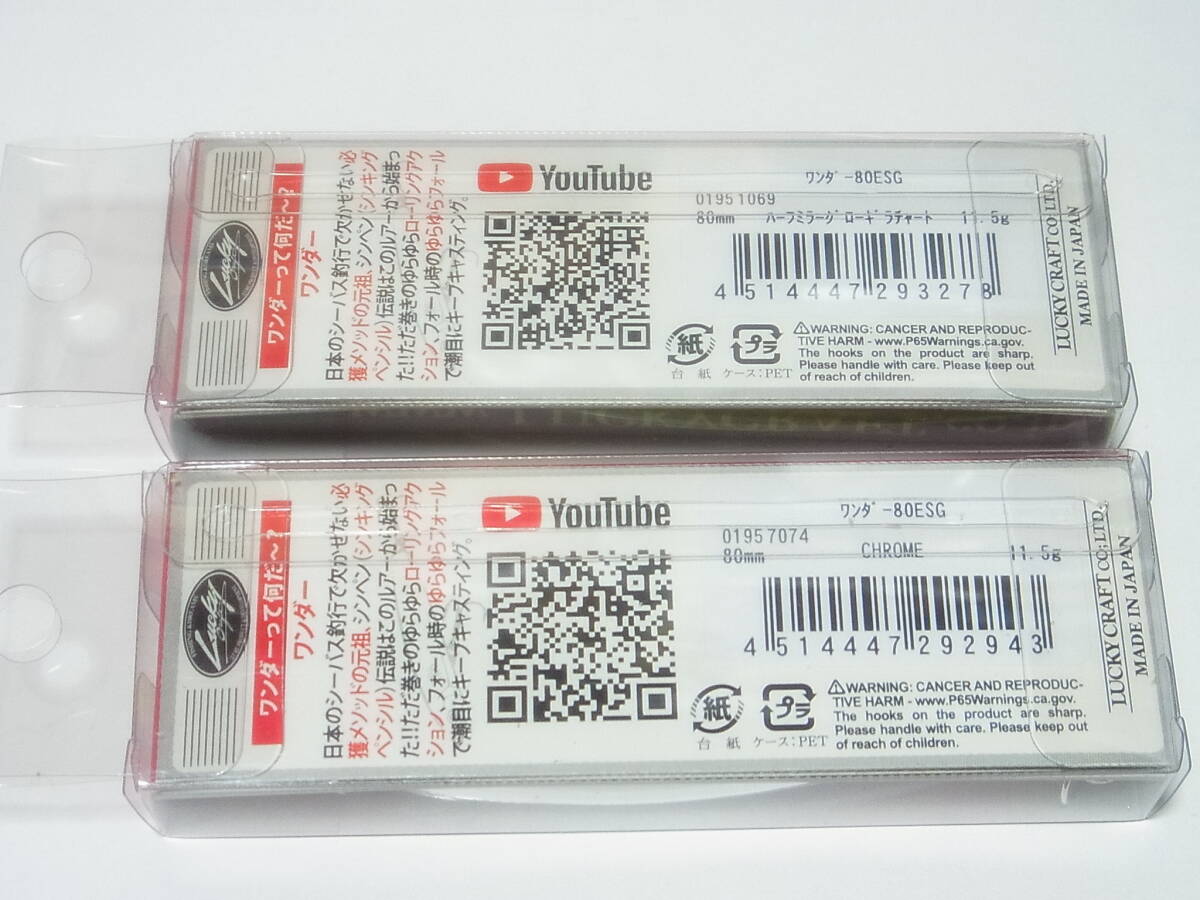 Lucky
ワンダーって何だ～?
ワンダー
日本のシーバス釣行で欠かせない必
獲メソッドの元祖、シンペン(シンキング
ペンシル)伝説はこのルアーから始まっ
た!!ただ巻きのゆらゆらローリングアク
ション、フォール時のゆらゆらフォール
で潮目にキープキャスティング。
YouTube
ﾜﾝﾀﾞ-80ESG
01951069
80mm ﾊｰﾌﾐﾗｰｸﾞﾛｰｷﾞﾗﾁｬｰﾄ 11.5g
4 514447 293278
紙
プラ
台紙 ケース:PET
⚠WARNING: CANCER AND REPRODUC-
TIVE HARM - www.P65Warnings.ca.gov.
The hooks on the product are sharp.
Please handle with care. Please keep out
of reach of children.
LUCKY CRAFT CO; LTD.
MADE IN JAPAN
Lucky
ワンダーって何だ～?
ワンダー
日本のシーバス釣行で欠かせない必
獲メソッドの元祖、シンペン(シンキング
ペンシル)伝説はこのルアーから始まっ
た!!ただ巻きのゆらゆらローリングアク
ション、フォール時のゆらゆらフォール
で潮目にキープキャスティング。
YouTube
ﾜﾝﾀﾞ-80ESG
01957074
80mm CHROME 11.5g
4 514447 292943
紙
プラ
台紙 ケース:PET
⚠WARNING: CANCER AND REPRODUC-
TIVE HARM - www.P65Warnings.ca.gov.
The hooks on the product are sharp.
Please handle with care. Please keep out
of reach of children.
LUCKY CRAFT CO; LTD.
MADE IN JAPAN